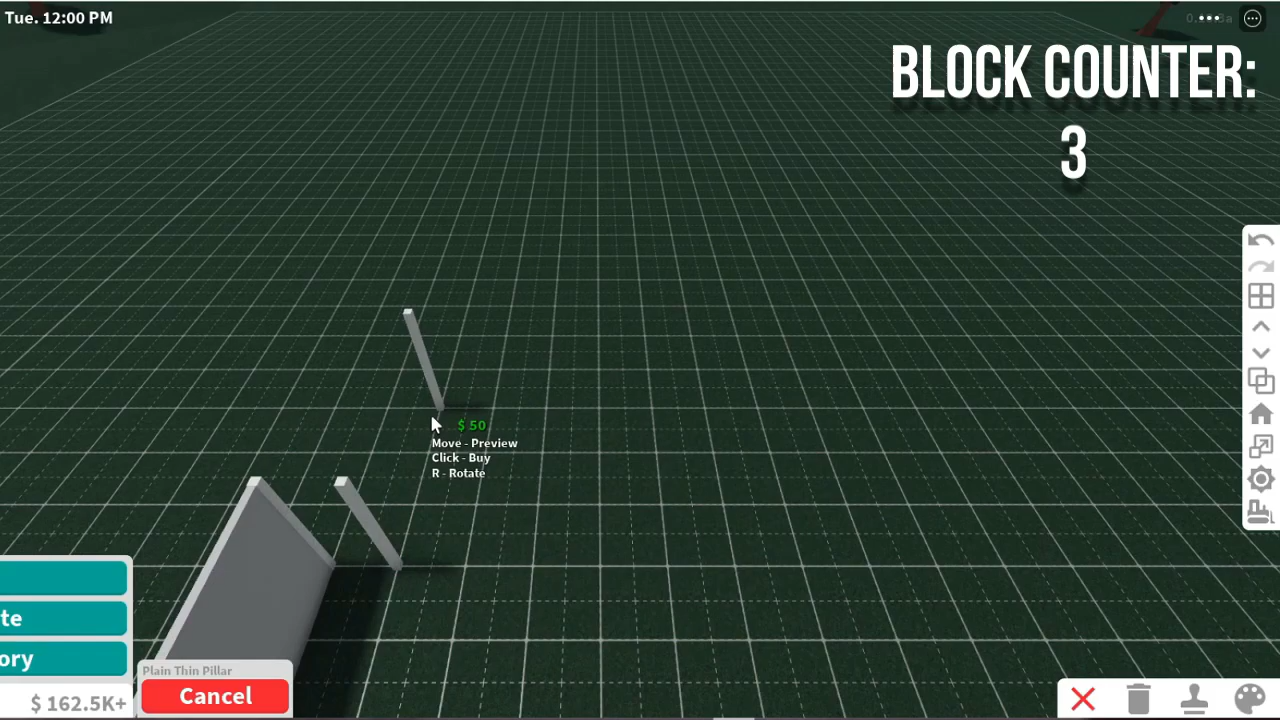 Tue. 12:00 PM
BLOCK COUNTER:
3
$ 50
Move - Preview
Click - Buy
R - Rotate
te
ory
$ 162.5K+
Plain Thin Pillar
Cancel